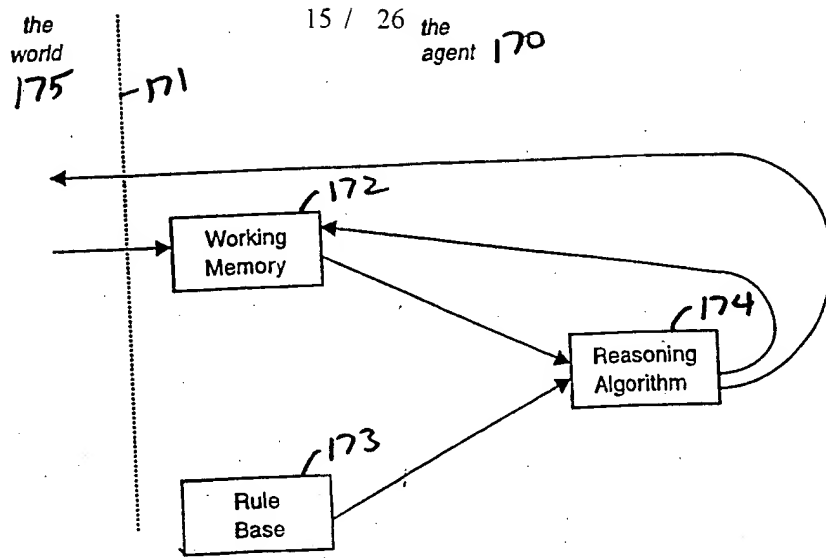 15 / 26
the
world
175
171
the
agent 170
172
Working
Memory
174
Reasoning
Algorithm
173
Rule
Base